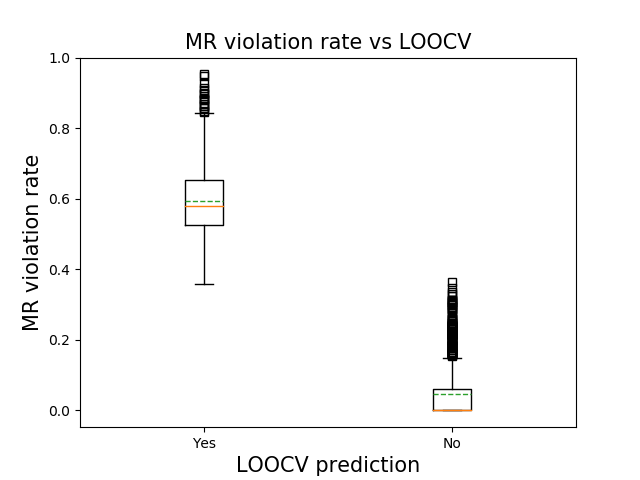 MR violation rate vs LOOCV
MR violation rate
1.0
0.8
0.6
0.4
0.2
0.0
Yes
No
LOOCV prediction